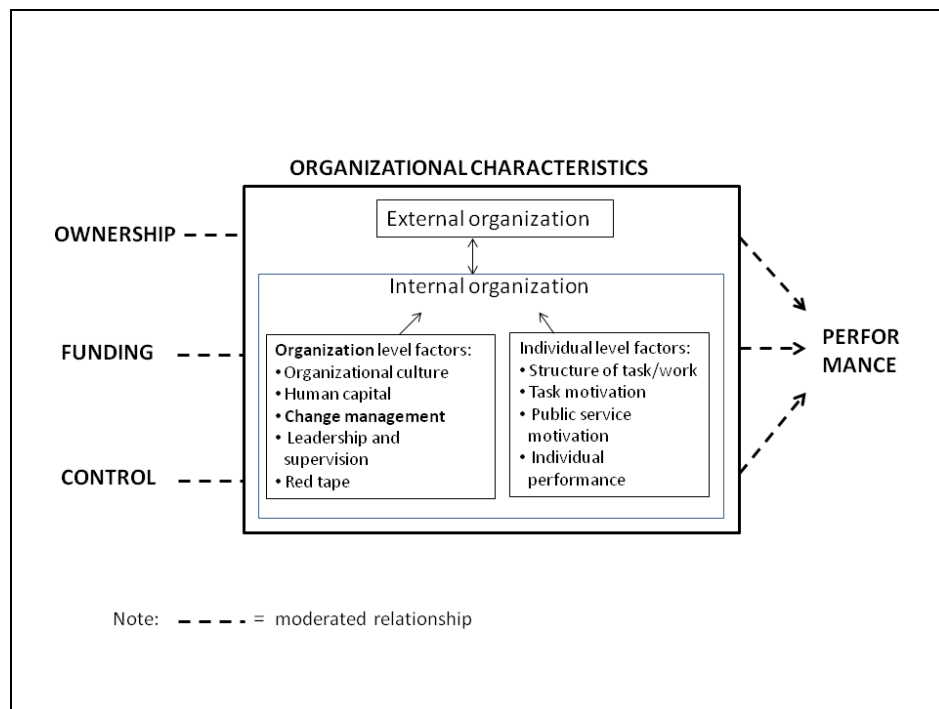 ORGANIZATIONAL CHARACTERISTICS
External organization
OWNERSHIP
Internal organization
FUNDING
Organization level factors:
• Organizational culture
• Human capital
• Change management
• Leadership and
supervision
• Red tape
Individual level factors:
• Structure of task/work
• Task motivation
• Public service
motivation
• Individual
performance
PERFOR
MANCE
CONTROL
Note: = moderated relationship